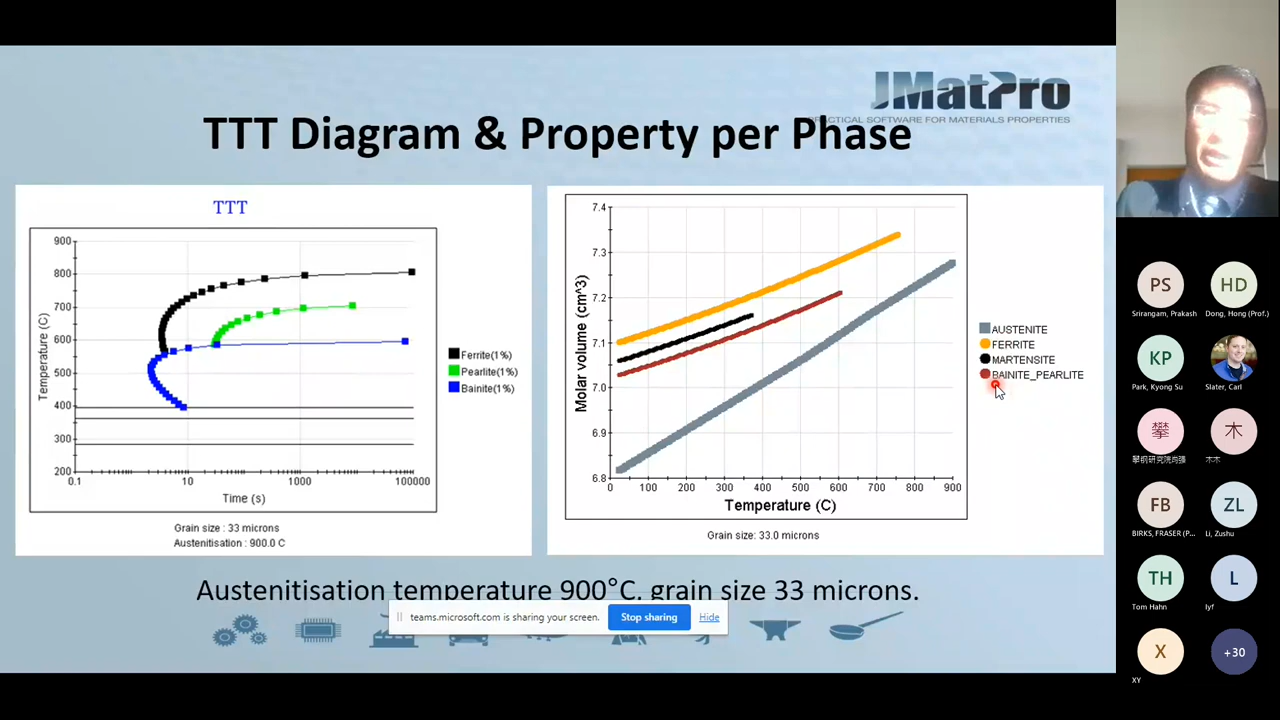 JMatPro
PRACTICAL SOFTWARE FOR MATERIALS PROPERTIES
TTT Diagram & Property per Phase
TTT
900
800
700
600
500
400
300
200
Temperature (C)
0.1
10
1000
100000
Time (s)
Ferrite(1%)
Pearlite(1%)
Bainite(1%)
Grain size : 33 microns
Austenitisation : 900.0 C
7.4
7.3
7.2
7.1
7.0
6.9
6.8
Molar volume (cm^3)
0
100
200
300
400
500
600
700
800
900
Temperature (C)
AUSTENITE
FERRITE
MARTENSITE
BAINITE_PEARLITE
Grain size: 33.0 microns
Austenitisation temperature 900°C, grain size 33 microns.
teams.microsoft.com is sharing your screen.
Stop sharing
Hide
PS
Srirangam, Prakash
HD
Dong, Hong (Prof.)
KP
Park, Kyong Su
Slater, Carl
攀
攀钢研究院肖强
木
木木
FB
BIRKS, FRASER (P...
ZL
Li, Zushu
TH
Tom Hahn
L
lyf
X
XY
+30